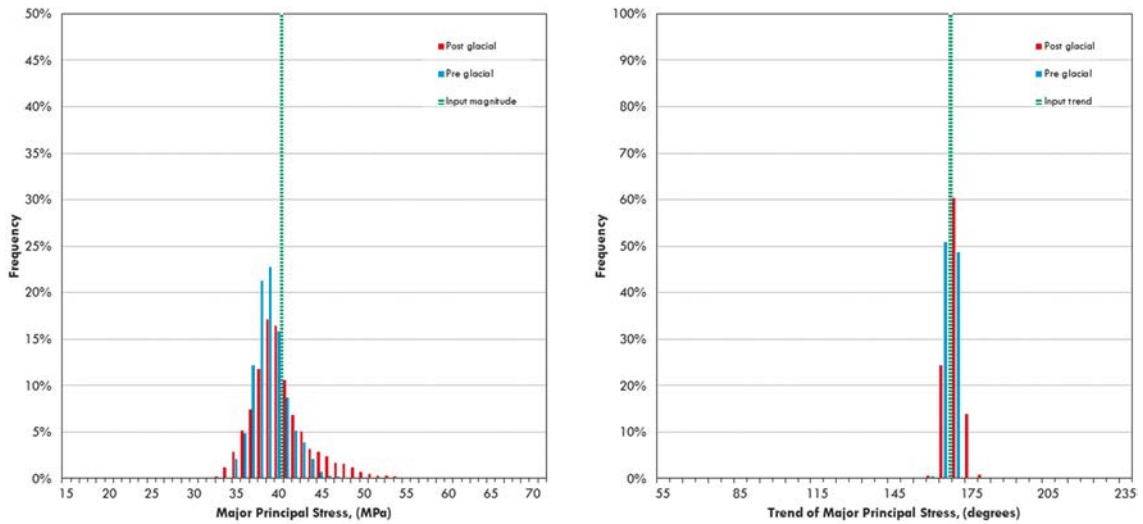 50%
45%
40%
35%
30%
25%
20%
15%
10%
5%
0%
Frequency
Post glacial
Pre glacial
Input magnitude
15 20 25 30 35 40 45 50 55 60 65 70
Major Principal Stress, (MPa)
100%
90%
80%
70%
60%
50%
40%
30%
20%
10%
0%
Frequency
Post glacial
Pre glacial
Input trend
55 85 115 145 175 205 235
Trend of Major Principal Stress, (degrees)